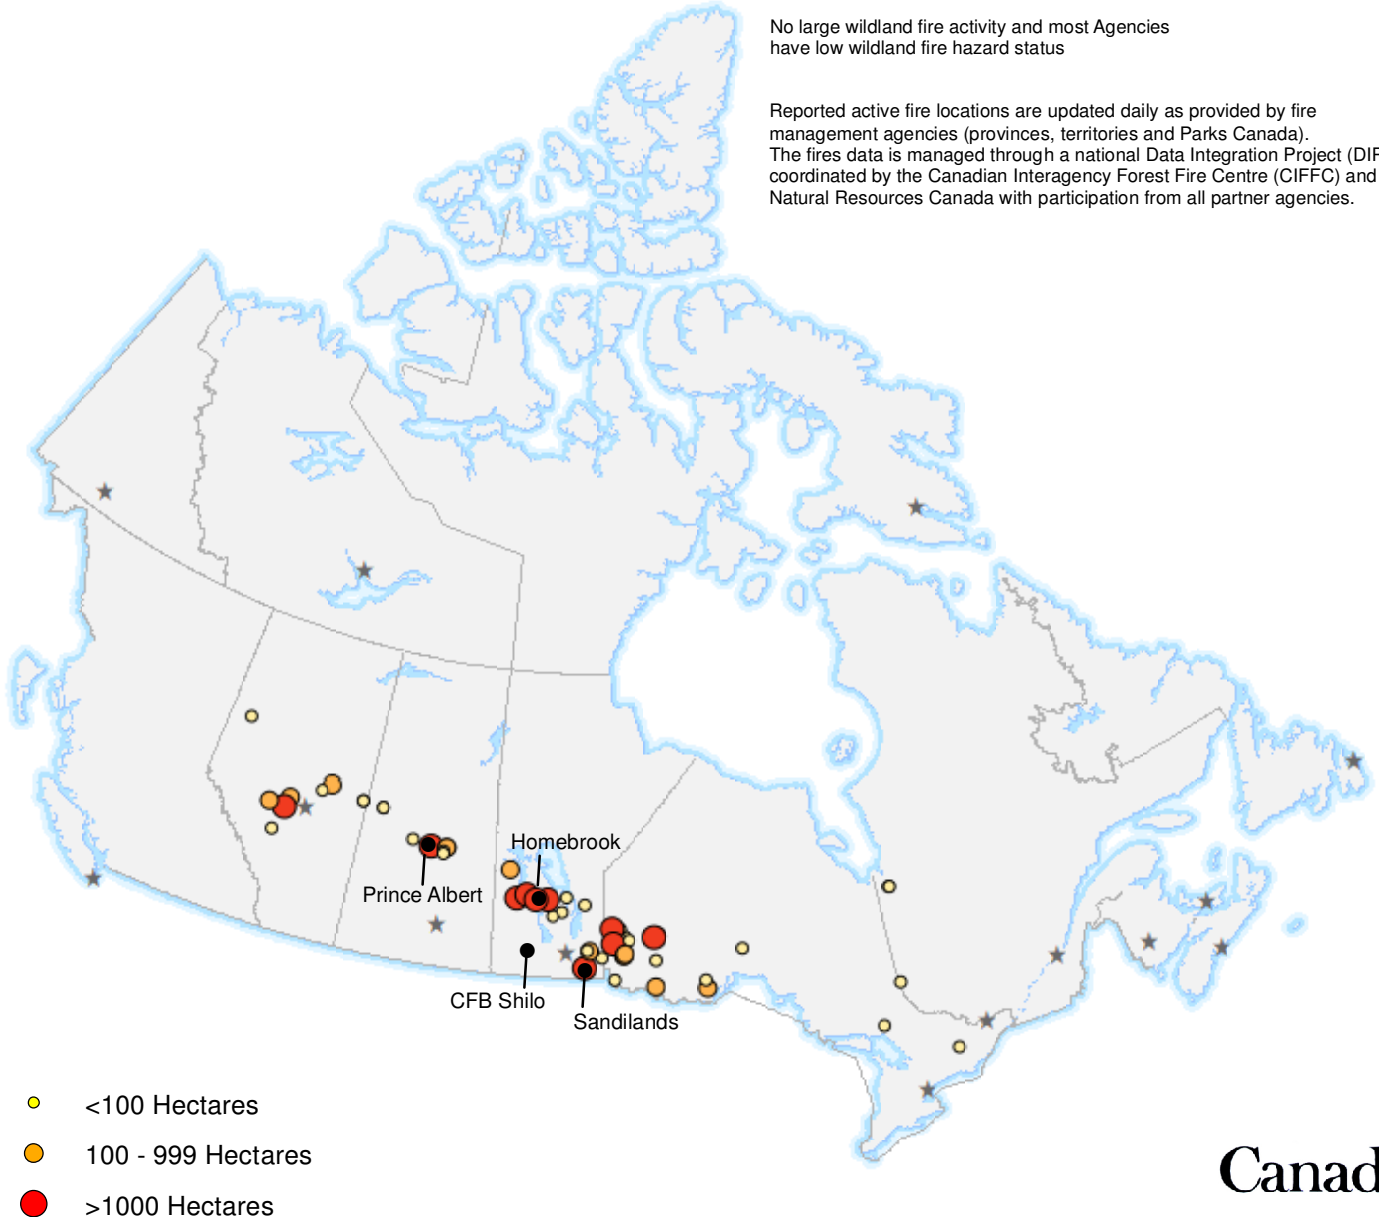 No large wildland fire activity and most Agencies
have low wildland fire hazard status
Reported active fire locations are updated daily as provided by fire
management agencies (provinces, territories and Parks Canada).
The fires data is managed through a national Data Integration Project (DIP
coordinated by the Canadian Interagency Forest Fire Centre (CIFFC) and
Natural Resources Canada with participation from all partner agencies.
Homebrook
Prince Albert
CFB Shilo
Sandilands
<100 Hectares
100 - 999 Hectares
>1000 Hectares
Canad